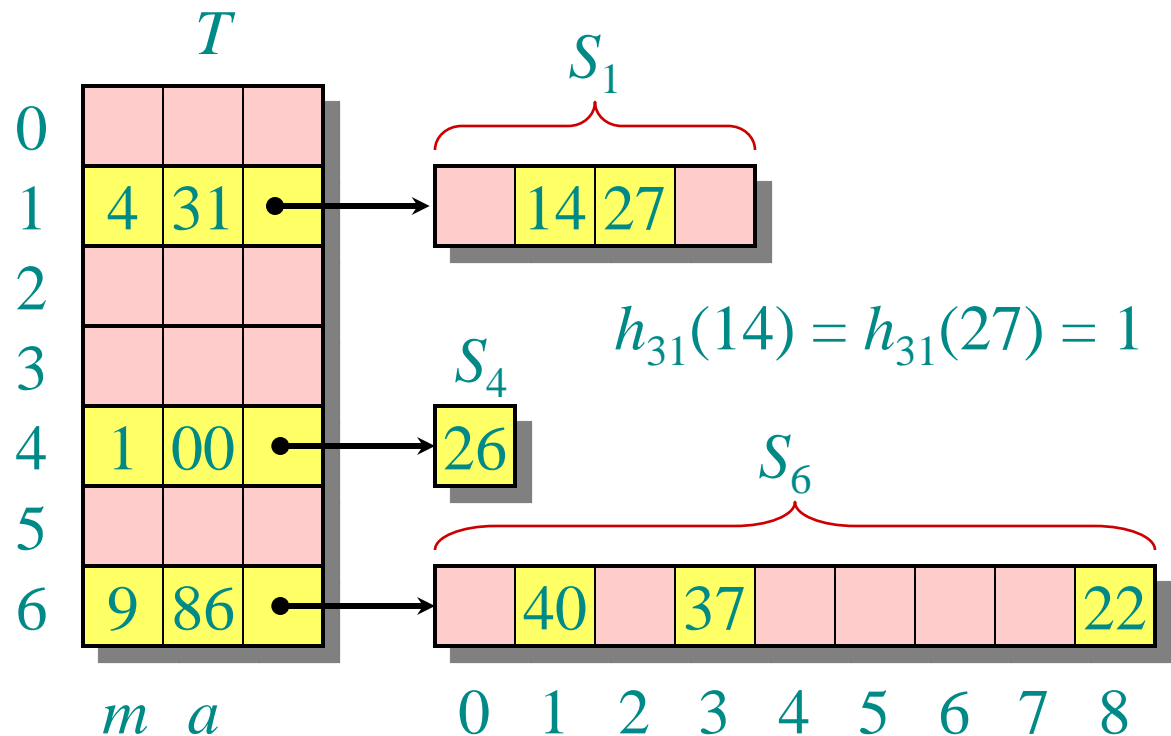 T
S₁
0
1 4 31 14 27
2
h₃₁(14) = h₃₁(27) = 1
3
S₄
4 1 00 26
S₆
5
6 9 86 40 37 22
m a 0 1 2 3 4 5 6 7 8